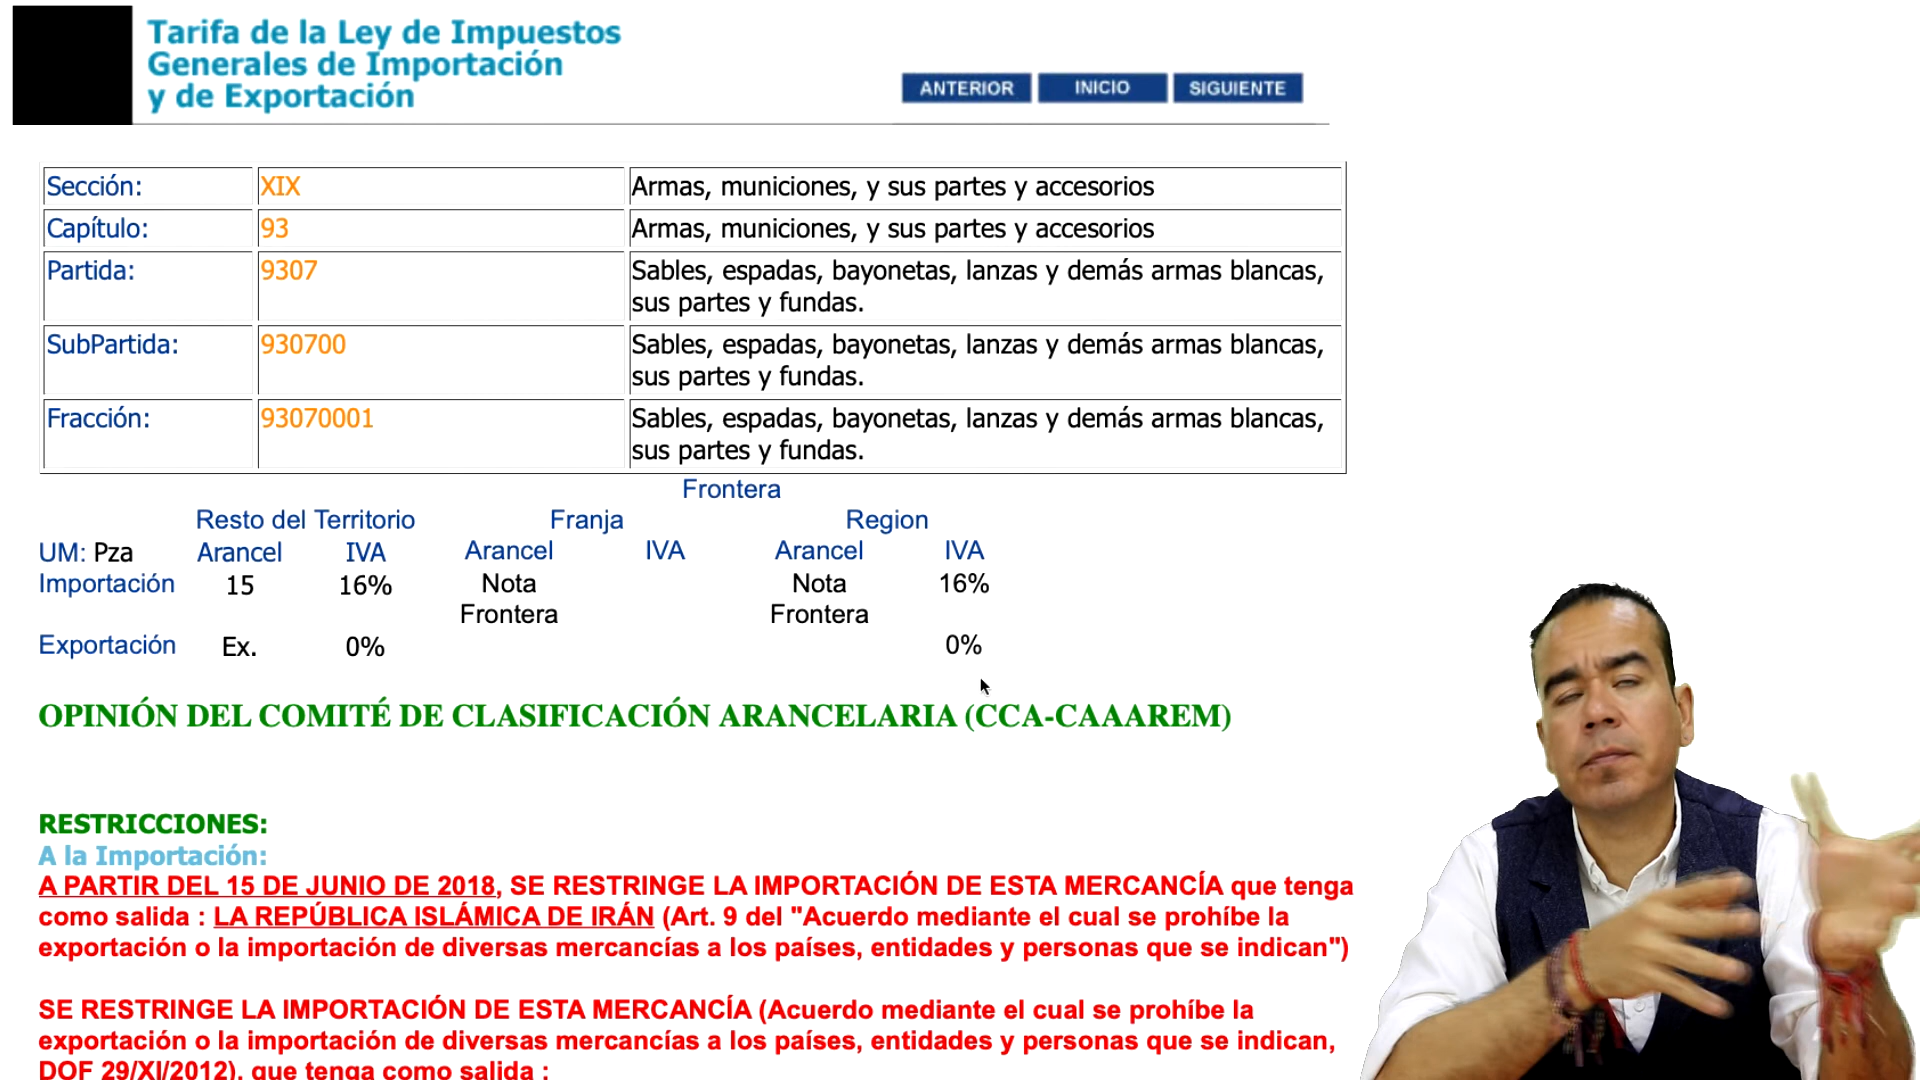 Tarifa de la Ley de Impuestos
Generales de Importación
y de Exportación
ANTERIOR INICIO SIGUIENTE
Sección: XIX Armas, municiones, y sus partes y accesorios
Capítulo: 93 Armas, municiones, y sus partes y accesorios
Partida: 9307 Sables, espadas, bayonetas, lanzas y demás armas blancas,
sus partes y fundas.
SubPartida: 930700 Sables, espadas, bayonetas, lanzas y demás armas blancas,
sus partes y fundas.
Fracción: 93070001 Sables, espadas, bayonetas, lanzas y demás armas blancas,
sus partes y fundas.
Frontera
Resto del Territorio Franja Region
UM: Pza Arancel IVA Arancel IVA Arancel IVA
Importación 15 16% Nota Nota 16%
Frontera Frontera
Exportación Ex. 0% 0%
OPINIÓN DEL COMITÉ DE CLASIFICACIÓN ARANCELARIA (CCA-CAAAREM)
RESTRICCIONES:
A la Importación:
A PARTIR DEL 15 DE JUNIO DE 2018, SE RESTRINGE LA IMPORTACIÓN DE ESTA MERCANCÍA que tenga
como salida : LA REPÚBLICA ISLÁMICA DE IRÁN (Art. 9 del "Acuerdo mediante el cual se prohíbe la
exportación o la importación de diversas mercancías a los países, entidades y personas que se indican")
SE RESTRINGE LA IMPORTACIÓN DE ESTA MERCANCÍA (Acuerdo mediante el cual se prohíbe la
exportación o la importación de diversas mercancías a los países, entidades y personas que se indican,
DOF 29/XI/2012), que tenga como salida :